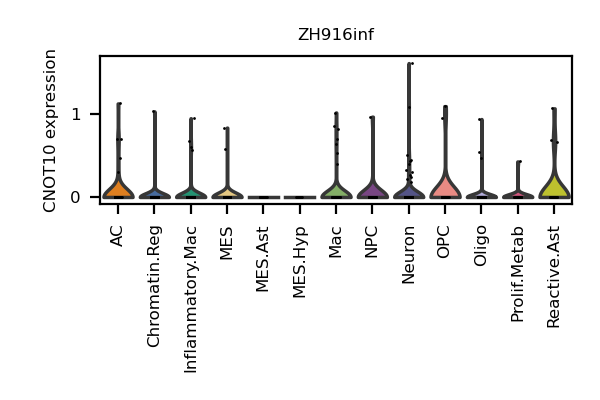 ZH916inf
CNOT10 expression
1
0
AC
Chromatin.Reg
Inflammatory.Mac
MES
MES.Ast
MES.Hyp
Mac
NPC
Neuron
OPC
Oligo
Prolif.Metab
Reactive.Ast